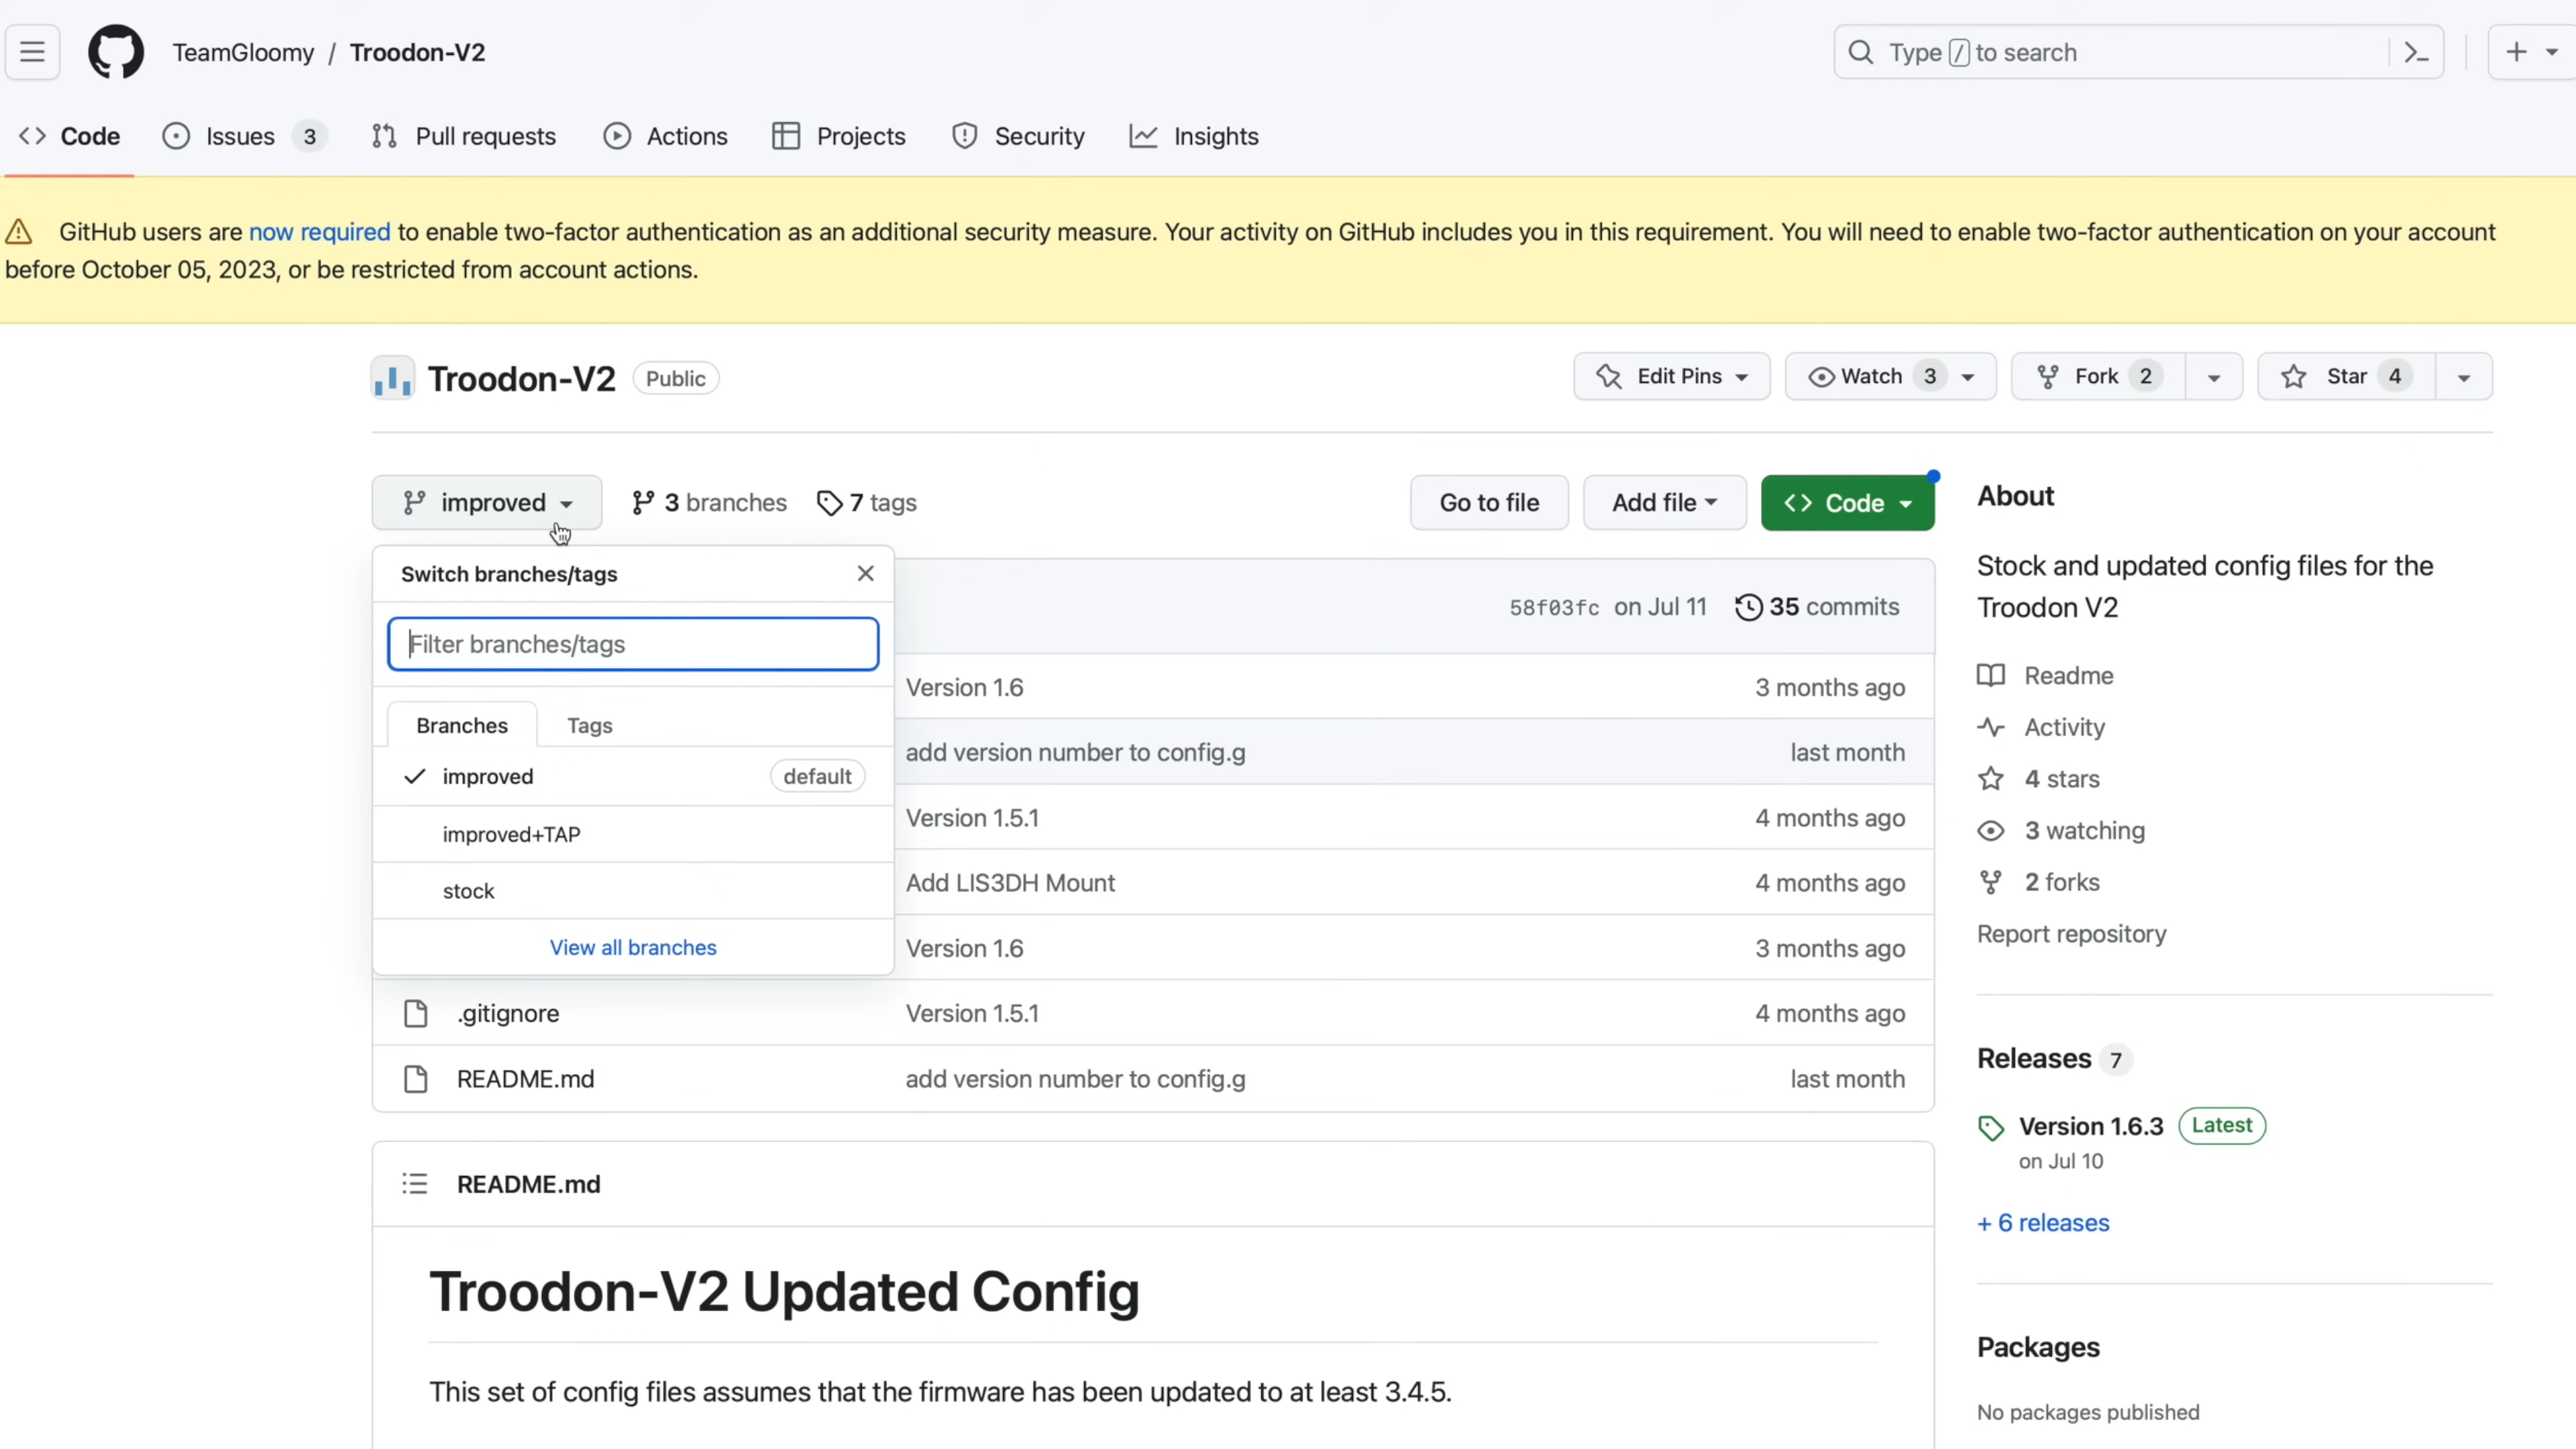 TeamGloomy / Troodon-V2
Type / to search
Code
Issues 3
Pull requests
Actions
Projects
Security
Insights
GitHub users are now required to enable two-factor authentication as an additional security measure. Your activity on GitHub includes you in this requirement. You will need to enable two-factor authentication on your account
before October 05, 2023, or be restricted from account actions.
Troodon-V2 Public
Edit Pins
Watch 3
Fork 2
Star 4
improved
3 branches
7 tags
Go to file
Add file
Code
Switch branches/tags
Filter branches/tags
Branches
Tags
improved default
improved+TAP
stock
View all branches
58f03fc on Jul 11 35 commits
Version 1.6 3 months ago
add version number to config.g last month
Version 1.5.1 4 months ago
Add LIS3DH Mount 4 months ago
Version 1.6 3 months ago
.gitignore Version 1.5.1 4 months ago
README.md add version number to config.g last month
README.md
Troodon-V2 Updated Config
This set of config files assumes that the firmware has been updated to at least 3.4.5.
About
Stock and updated config files for the
Troodon V2
Readme
Activity
4 stars
3 watching
2 forks
Report repository
Releases 7
Version 1.6.3 Latest
on Jul 10
+ 6 releases
Packages
No packages published